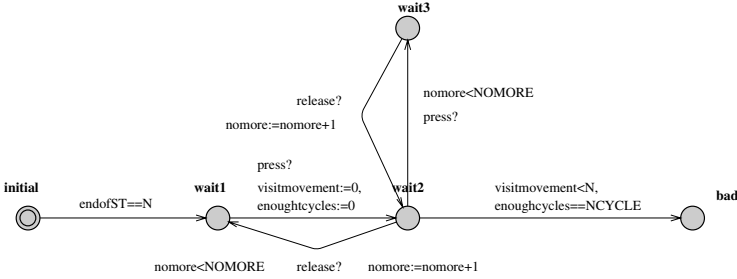 wait3
nomore<NOMORE
press?
release?
nomore:=nomore+1
press?
initial
wait1
visitmovement:=0,
wait2
visitmovement<N,
bad
endofST==N
enoughtcycles:=0
enoughcycles==NCYCLE
nomore<NOMORE release? nomore:=nomore+1